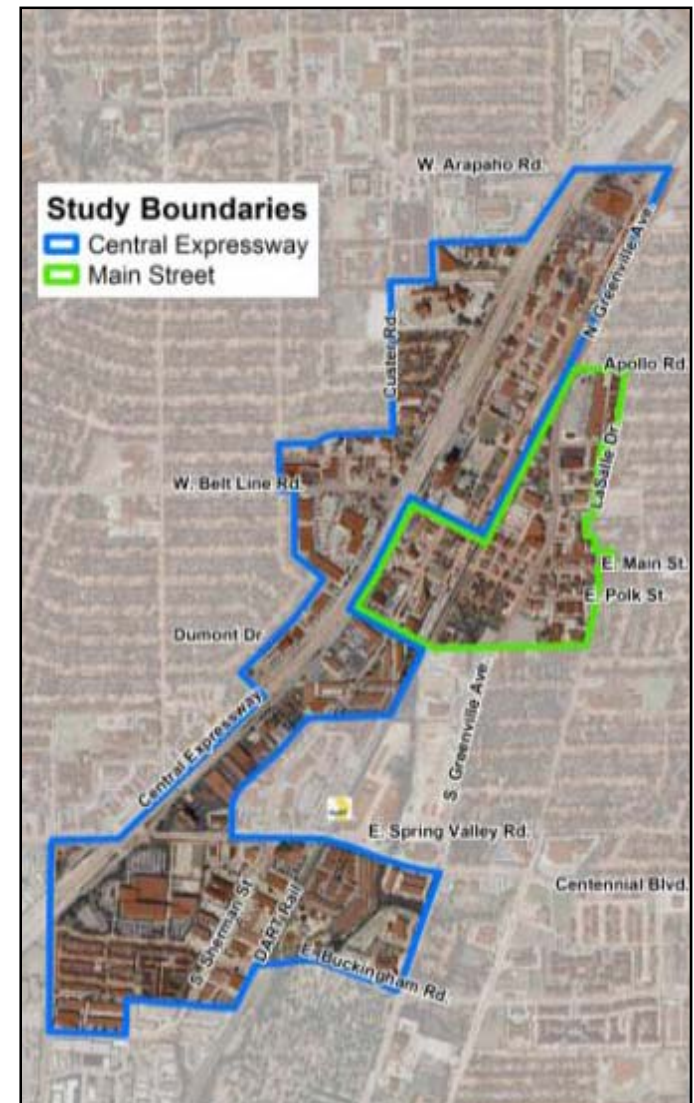 W. Arapaho Rd.
Study Boundaries
Central Expressway
Main Street
N. Greenville Ave.
Custer Rd.
Apollo Rd.
LaSalle Dr.
W. Belt Line Rd.
E. Main St.
E. Polk St.
Dumont Dr.
S. Greenville Ave.
Central Expressway
E. Spring Valley Rd.
Centennial Blvd.
S. Sherman St.
DART Rail
E. Buckingham Rd.